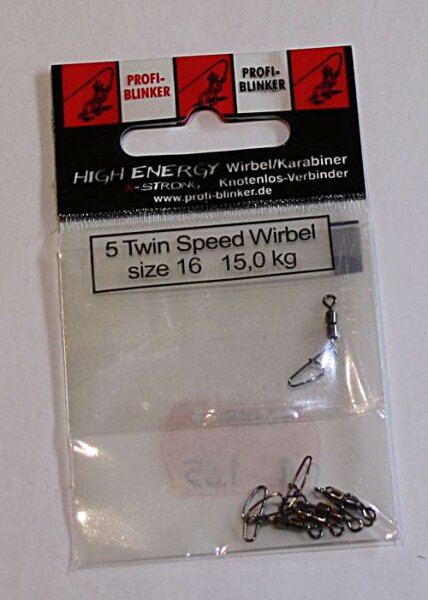 PROFI-
BLINKER
PROFI-
BLINKER
HIGH ENERGY Wirbel/Karabiner
X-STRONG Knotenlos-Verbinder
www.profi-blinker.de
5 Twin Speed Wirbel
size 16 15,0 kg